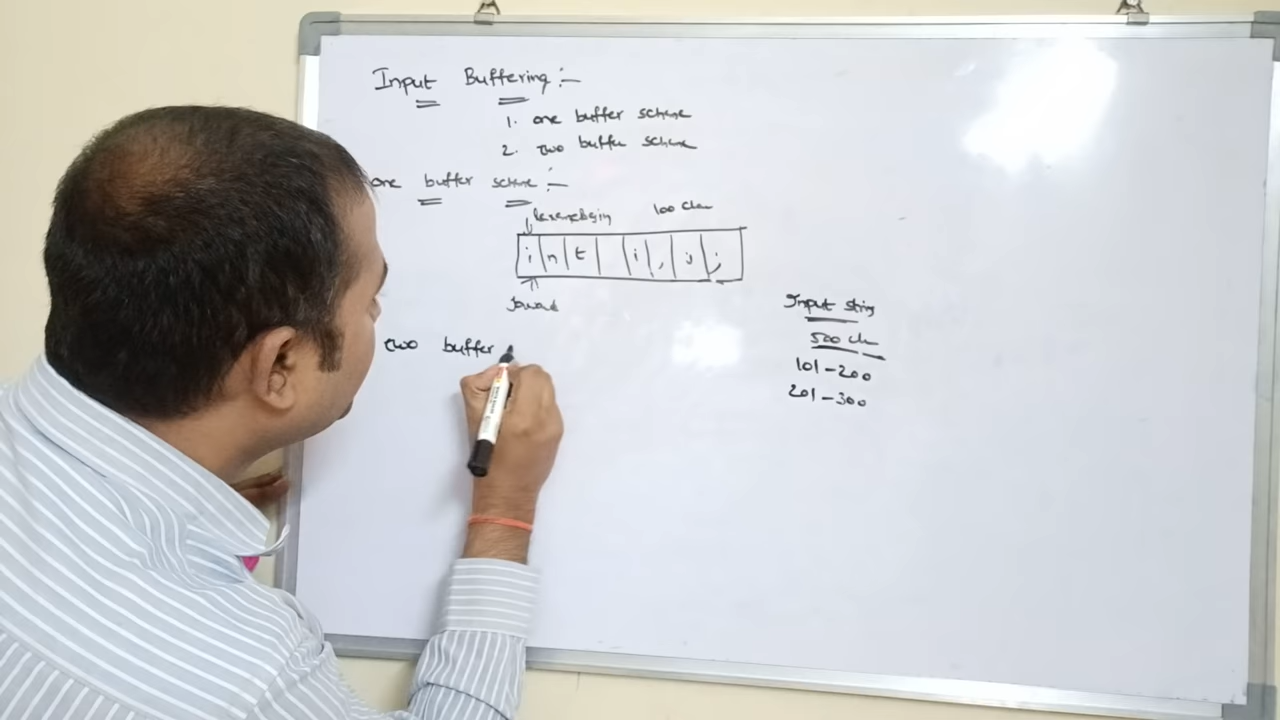 Input Buffering :-
1. one buffer scheme
2. two buffer scheme
one buffer scheme :-
lexemebegin 100 char
i n t i , j ;
forward
Input string
500 ch
101-200
201-300
two buffer